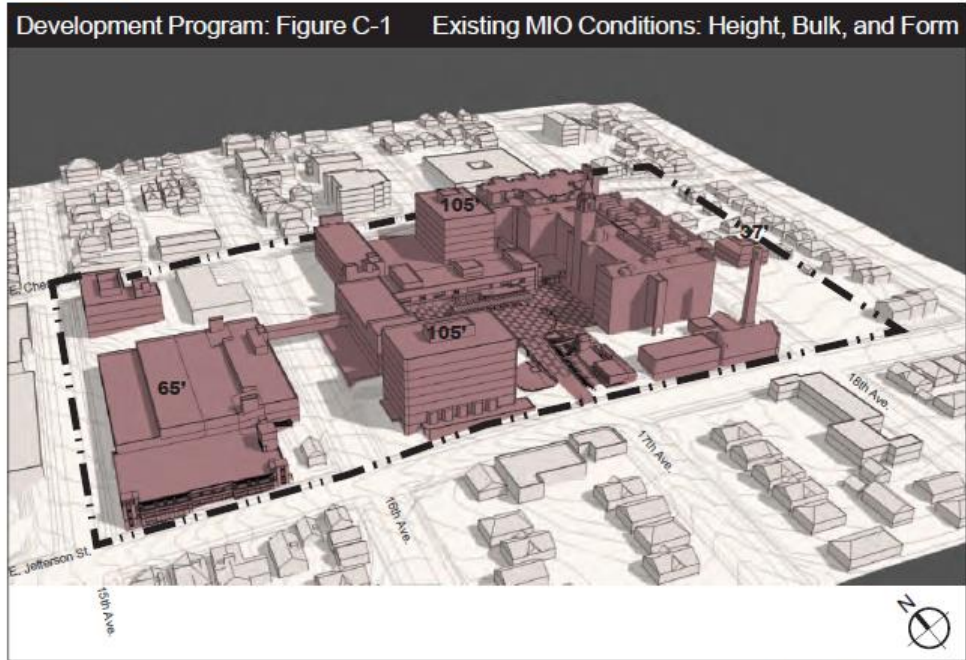 Development Program: Figure C-1 Existing MIO Conditions: Height, Bulk, and Form
105'
37'
E. Cher
105'
65'
18th Ave.
17th Ave.
16th Ave.
E. Jefferson St.
15th Ave.
N